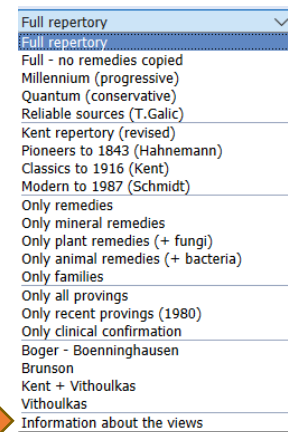 Full repertory
Full repertory
Full - no remedies copied
Millennium (progressive)
Quantum (conservative)
Reliable sources (T.Galic)
Kent repertory (revised)
Pioneers to 1843 (Hahnemann)
Classics to 1916 (Kent)
Modern to 1987 (Schmidt)
Only remedies
Only mineral remedies
Only plant remedies (+ fungi)
Only animal remedies (+ bacteria)
Only families
Only all provings
Only recent provings (1980)
Only clinical confirmation
Boger - Boenninghausen
Brunson
Kent + Vithoulkas
Vithoulkas
Information about the views